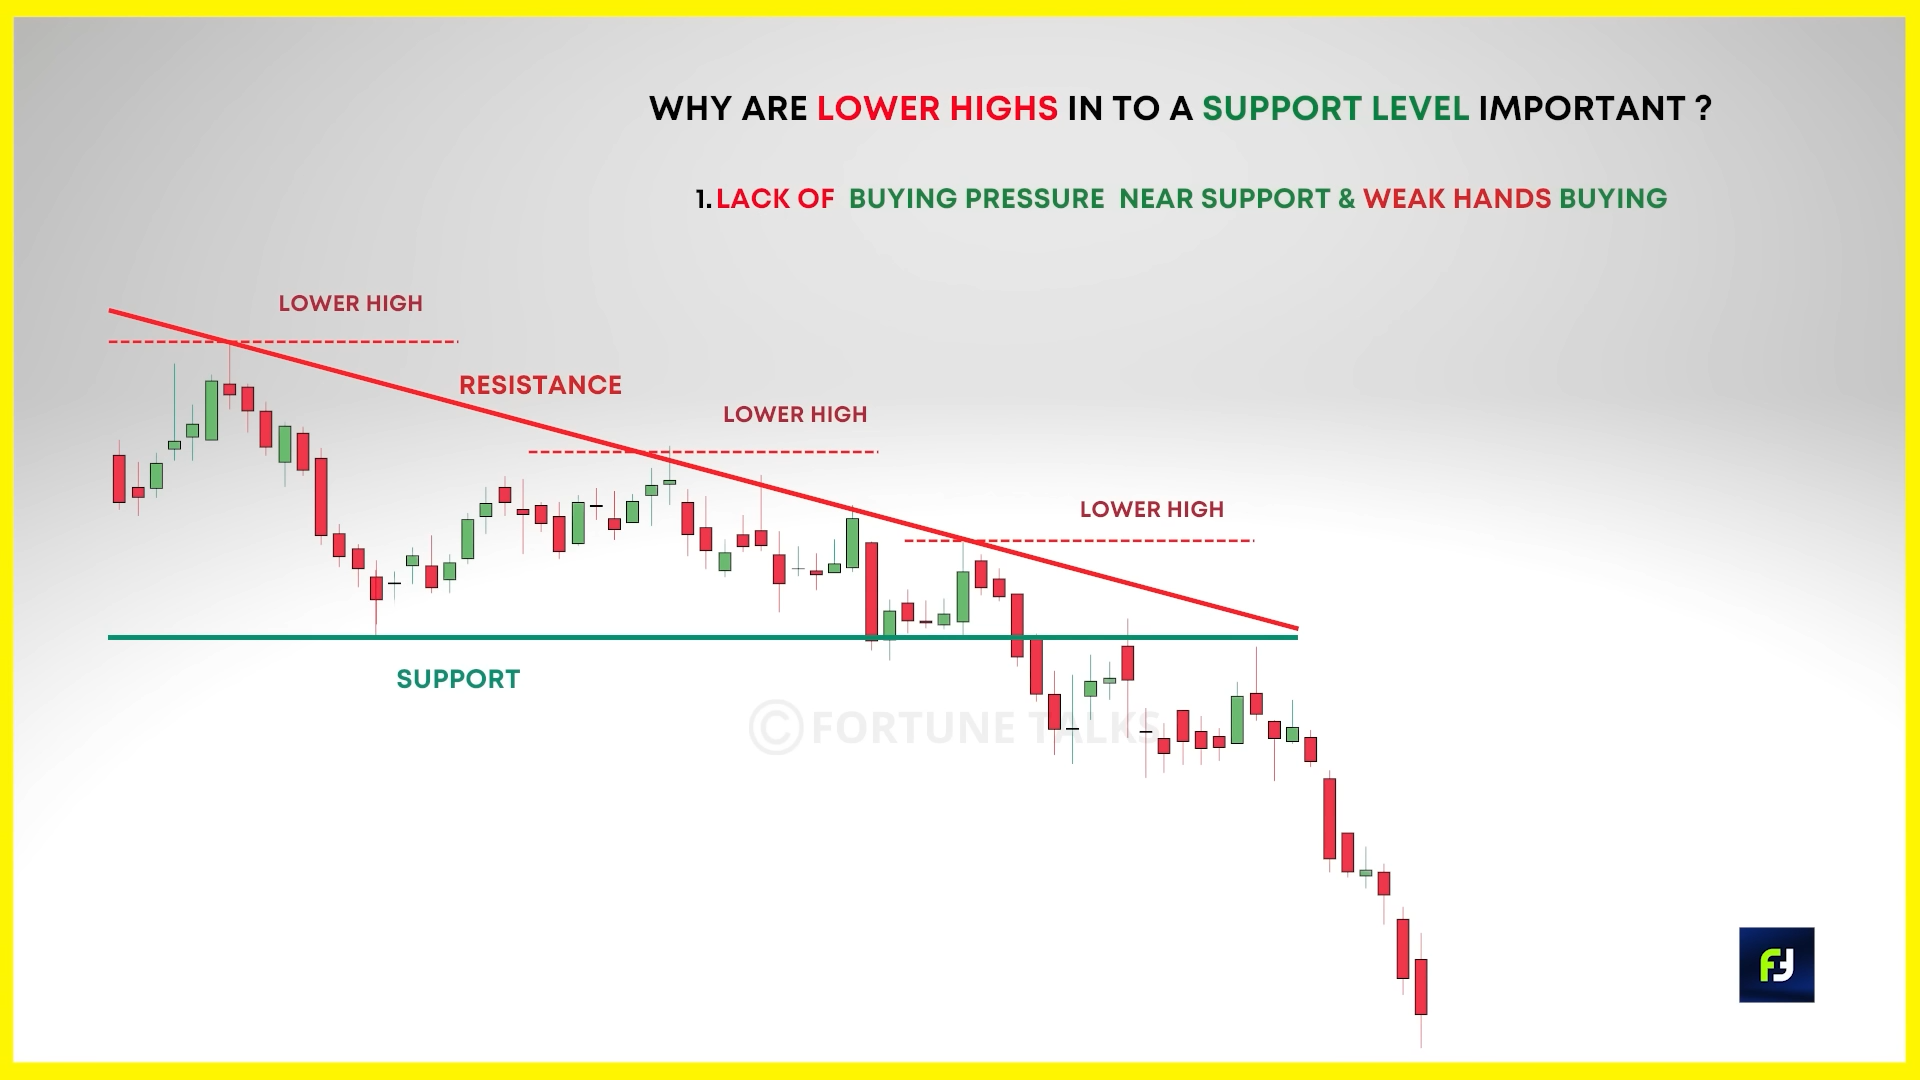 WHY ARE LOWER HIGHS IN TO A SUPPORT LEVEL IMPORTANT ?
1. LACK OF BUYING PRESSURE NEAR SUPPORT & WEAK HANDS BUYING
LOWER HIGH
RESISTANCE
LOWER HIGH
LOWER HIGH
SUPPORT
© FORTUNE TALKS